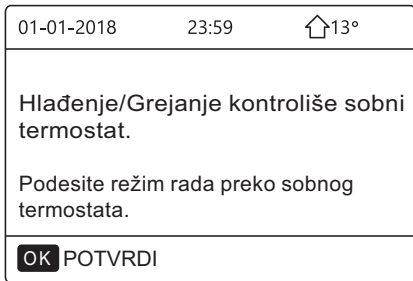 01-01-2018 23:59 13°
Hlađenje/Grejanje kontroliše sobni
termostat.
Podesite režim rada preko sobnog
termostata.
OK POTVRDI